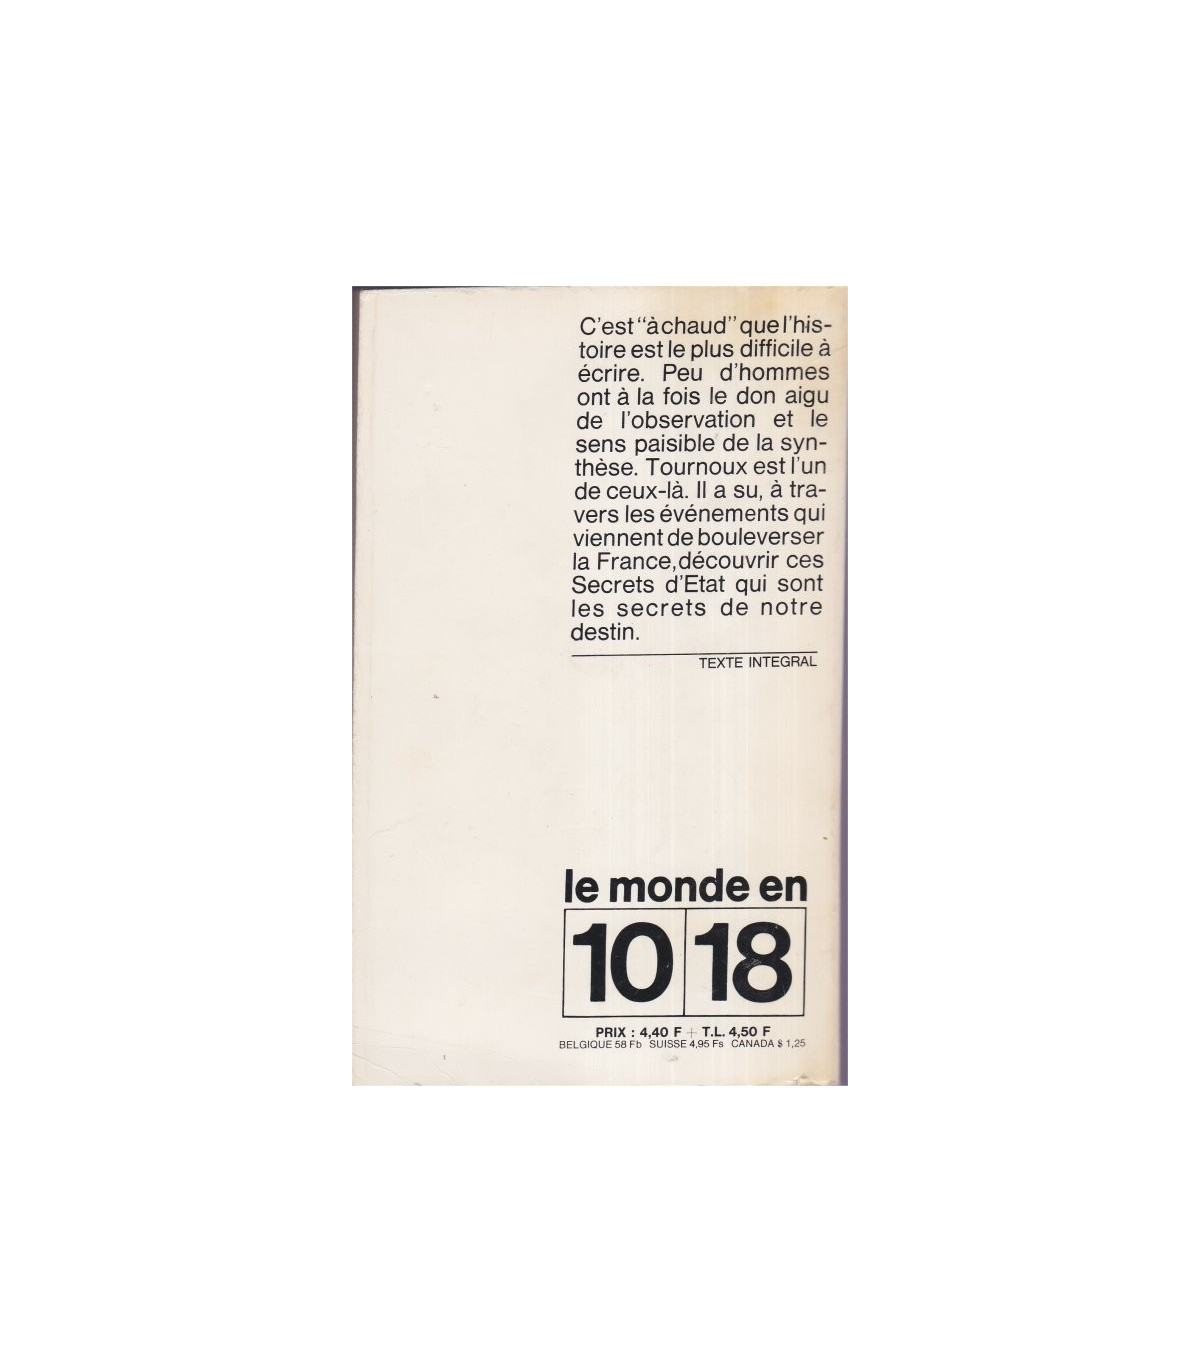 C'est "à chaud" que l'his-
toire est le plus difficile à
écrire. Peu d'hommes
ont à la fois le don aigu
de l'observation et le
sens paisible de la syn-
thèse. Tournoux est l'un
de ceux-là. Il a su, à tra-
vers les événements qui
viennent de bouleverser
la France, découvrir ces
Secrets d'Etat qui sont
les secrets de notre
destin.
TEXTE INTEGRAL
le monde en
10 18
PRIX : 4,40 F + T.L. 4,50 F
BELGIQUE 58 Fb SUISSE 4,95 Fs CANADA $ 1,25